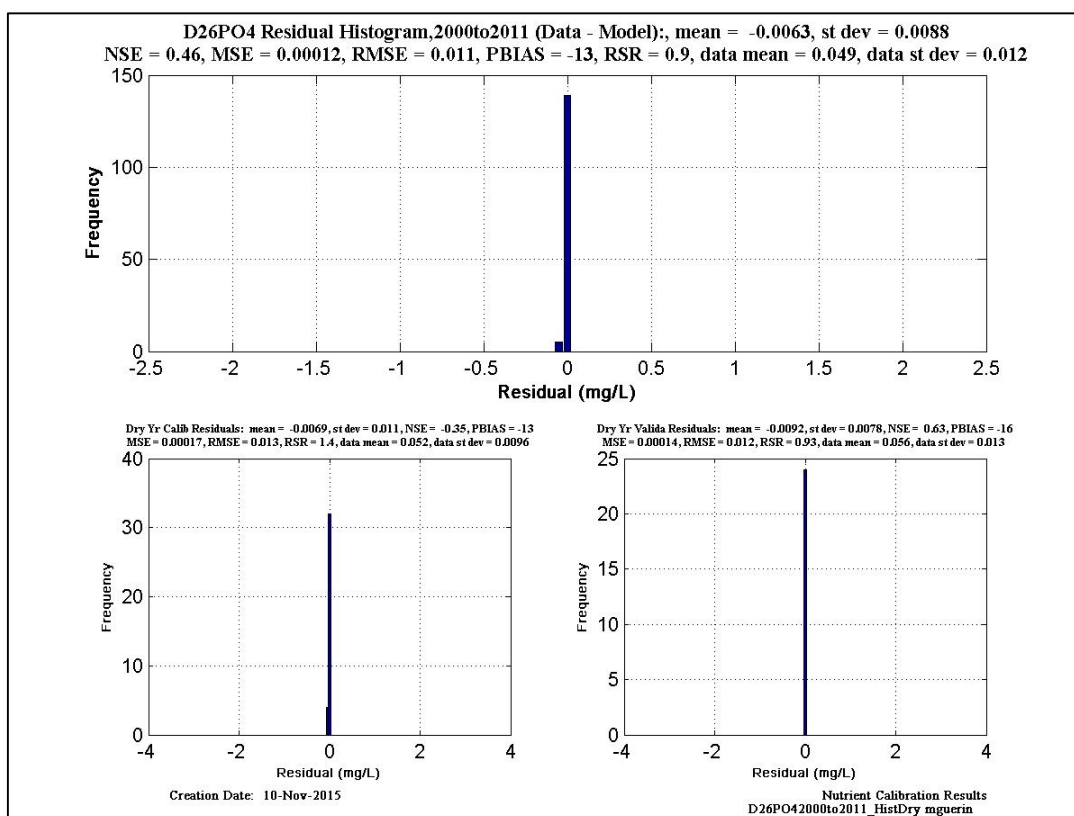 D26PO4 Residual Histogram,2000to2011 (Data - Model):, mean = -0.0063, st dev = 0.0088
NSE = 0.46, MSE = 0.00012, RMSE = 0.011, PBIAS = -13, RSR = 0.9, data mean = 0.049, data st dev = 0.012
150
100
50
0
Frequency
-2.5 -2 -1.5 -1 -0.5 0 0.5 1 1.5 2 2.5
Residual (mg/L)
Dry Yr Calib Residuals: mean = -0.0069, st dev = 0.011, NSE = -0.35, PBIAS = -13
MSE = 0.00017, RMSE = 0.013, RSR = 1.4, data mean = 0.052, data st dev = 0.0096
40
30
20
10
0
Frequency
-4 -2 0 2 4
Residual (mg/L)
Dry Yr Valida Residuals: mean = -0.0092, st dev = 0.0078, NSE = 0.63, PBIAS = -16
MSE = 0.00014, RMSE = 0.012, RSR = 0.93, data mean = 0.056, data st dev = 0.013
25
20
15
10
5
0
Frequency
-4 -2 0 2 4
Residual (mg/L)
Creation Date: 10-Nov-2015
Nutrient Calibration Results
D26PO42000to2011_HistDry mguerin